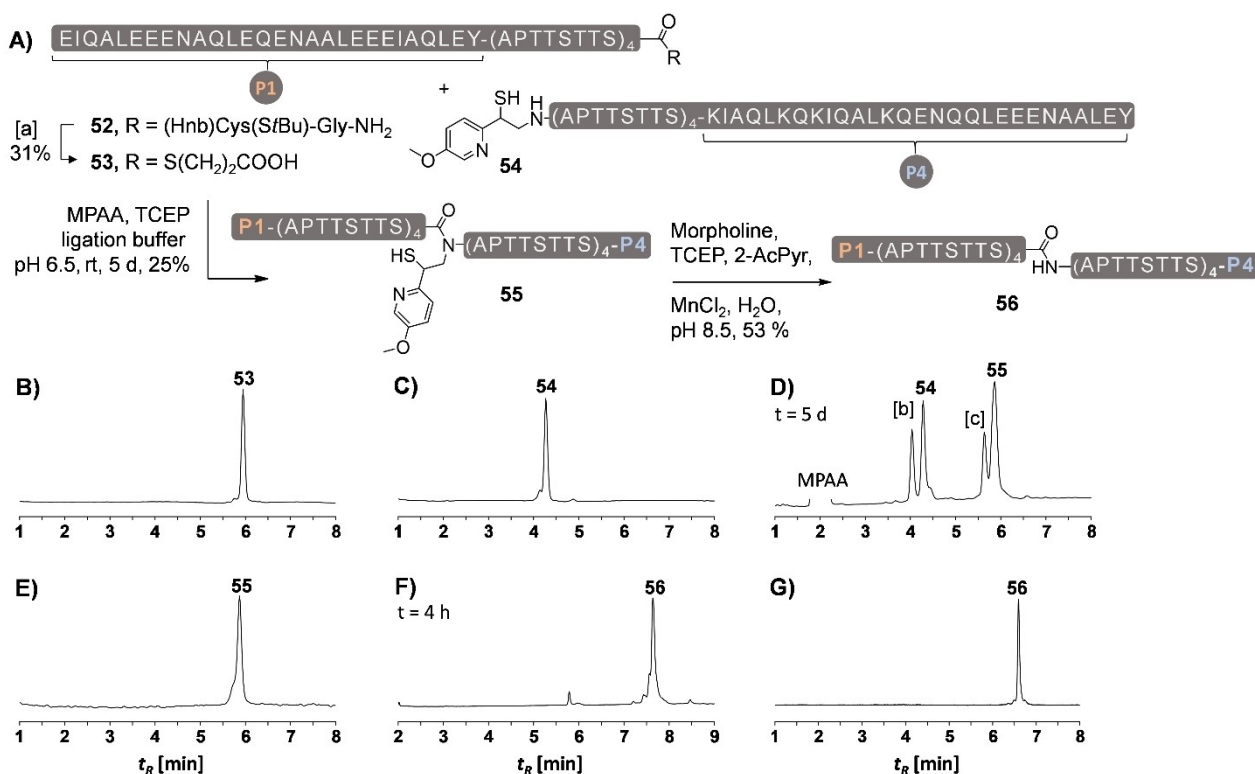 A)
EIQALEEENAQLEQENAALEEEIAQLEY-(APTTSTTS)4
O
R
P1
+
[a]
31%
52, R = (Hnb)Cys(StBu)-Gly-NH2
53, R = S(CH2)2COOH
SH
H
N-(APTTSTTS)4-KIAQLKQKIQALKQENQQLEEENAALEY
N
O
54
P4
MPAA, TCEP
ligation buffer
pH 6.5, rt, 5 d, 25%
P1-(APTTSTTS)4
O
N-(APTTSTTS)4-P4
SH
N
O
55
Morpholine,
TCEP, 2-AcPyr,
MnCl2, H2O,
pH 8.5, 53 %
P1-(APTTSTTS)4
O
HN-(APTTSTTS)4-P4
56
B)
53
1 2 3 4 5 6 7 8
C)
54
1 2 3 4 5 6 7 8
D)
t = 5 d
MPAA
[b]
54
[c]
55
1 2 3 4 5 6 7 8
E)
55
1 2 3 4 5 6 7 8
tR [min]
F)
t = 4 h
56
2 3 4 5 6 7 8 9
tR [min]
G)
56
1 2 3 4 5 6 7 8
tR [min]